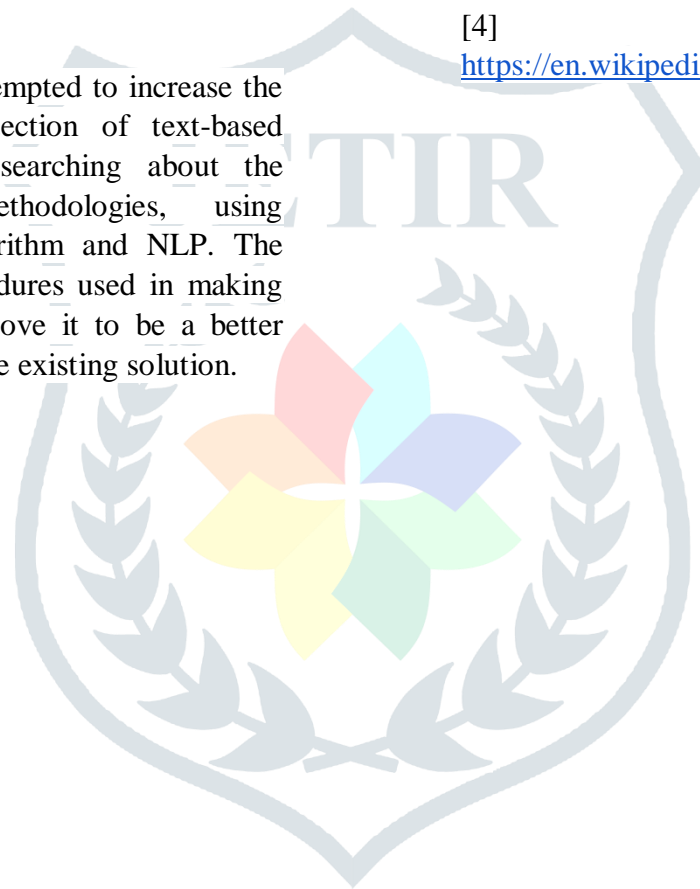 empted to increase the
ection of text-based
searching about the
ethodologies, using
rithm and NLP. The
dures used in making
ove it to be a better
e existing solution.
[4]
https://en.wikipedi
ETIR